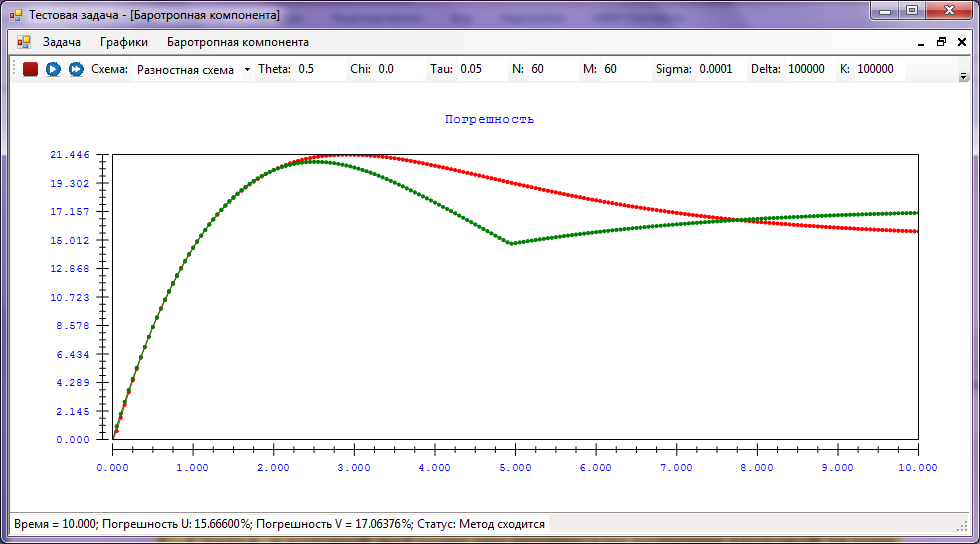 Тестовая задача - [Баротропная компонента]
Задача Графики Баротропная компонента
Схема: Разностная схема Theta: 0.5 Chi: 0.0 Tau: 0.05 N: 60 M: 60 Sigma: 0.0001 Delta: 100000 K: 100000
Погрешность
21.446
19.302
17.157
15.012
12.868
10.723
8.578
6.434
4.289
2.145
0.000
0.000 1.000 2.000 3.000 4.000 5.000 6.000 7.000 8.000 9.000 10.000
Время = 10.000; Погрешность U: 15.66600%; Погрешность V = 17.06376%; Статус: Метод сходится